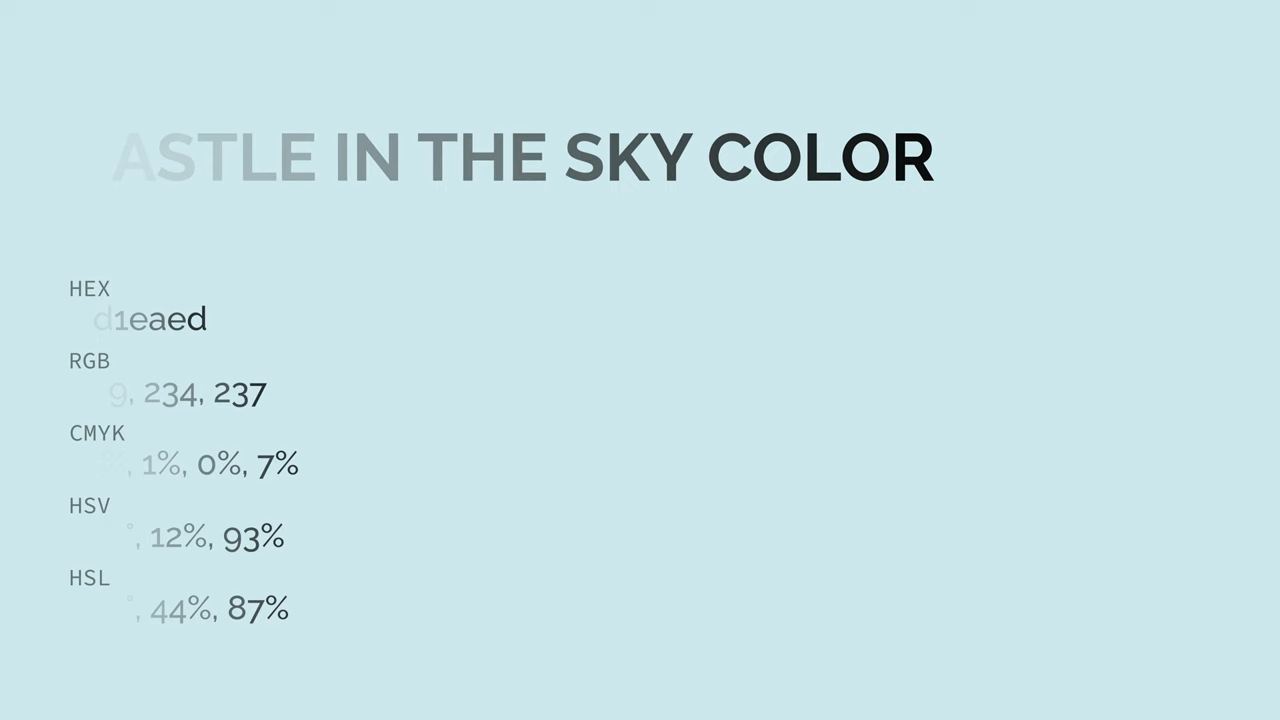 ASTLE IN THE SKY COLOR
HEX
d1eaed
RGB
9, 234, 237
CMYK
%, 1%, 0%, 7%
HSV
°, 12%, 93%
HSL
°, 44%, 87%